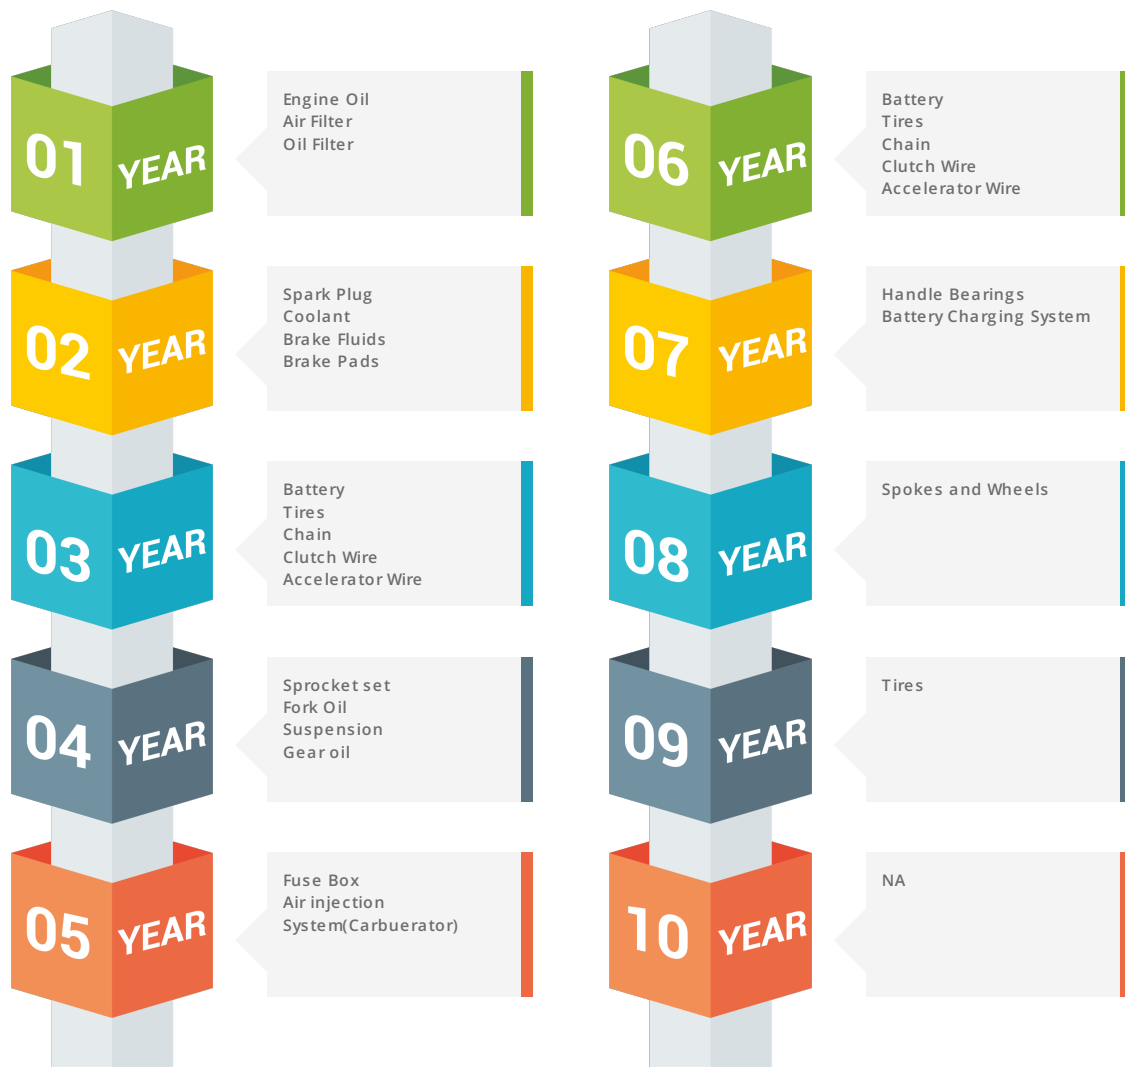 01 YEAR
Engine Oil
Air Filter
Oil Filter
02 YEAR
Spark Plug
Coolant
Brake Fluids
Brake Pads
03 YEAR
Battery
Tires
Chain
Clutch Wire
Accelerator Wire
04 YEAR
Sprocket set
Fork Oil
Suspension
Gear oil
05 YEAR
Fuse Box
Air injection
System(Carbuerator)
06 YEAR
Battery
Tires
Chain
Clutch Wire
Accelerator Wire
07 YEAR
Handle Bearings
Battery Charging System
08 YEAR
Spokes and Wheels
09 YEAR
Tires
10 YEAR
NA